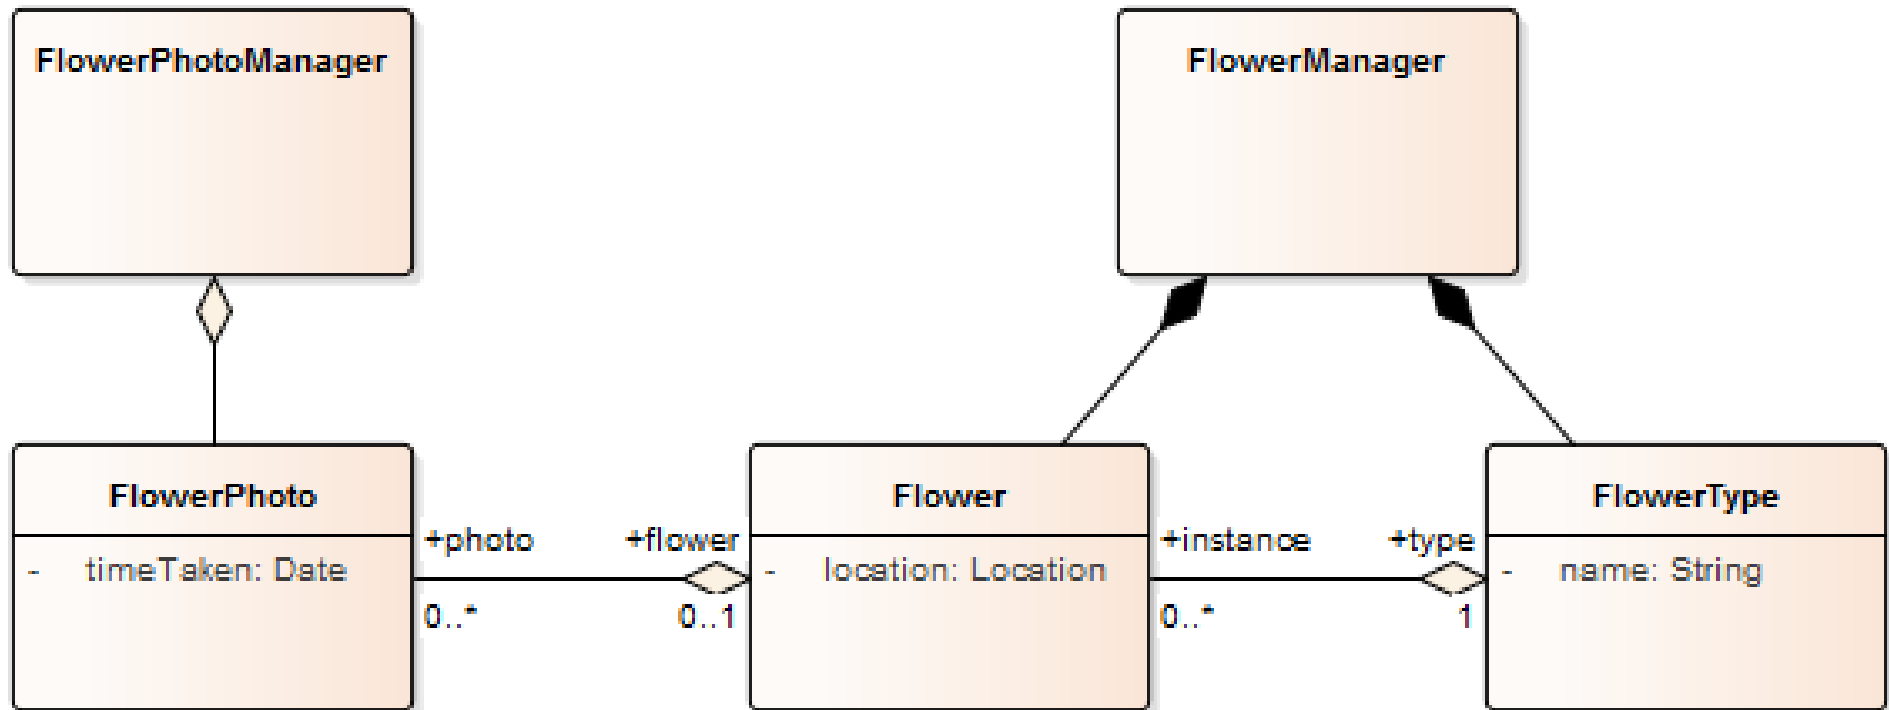 FlowerPhotoManager
FlowerManager
FlowerPhoto
- timeTaken: Date
+photo
0..*
+flower
0..1
Flower
- location: Location
+instance
0..*
+type
1
FlowerType
- name: String